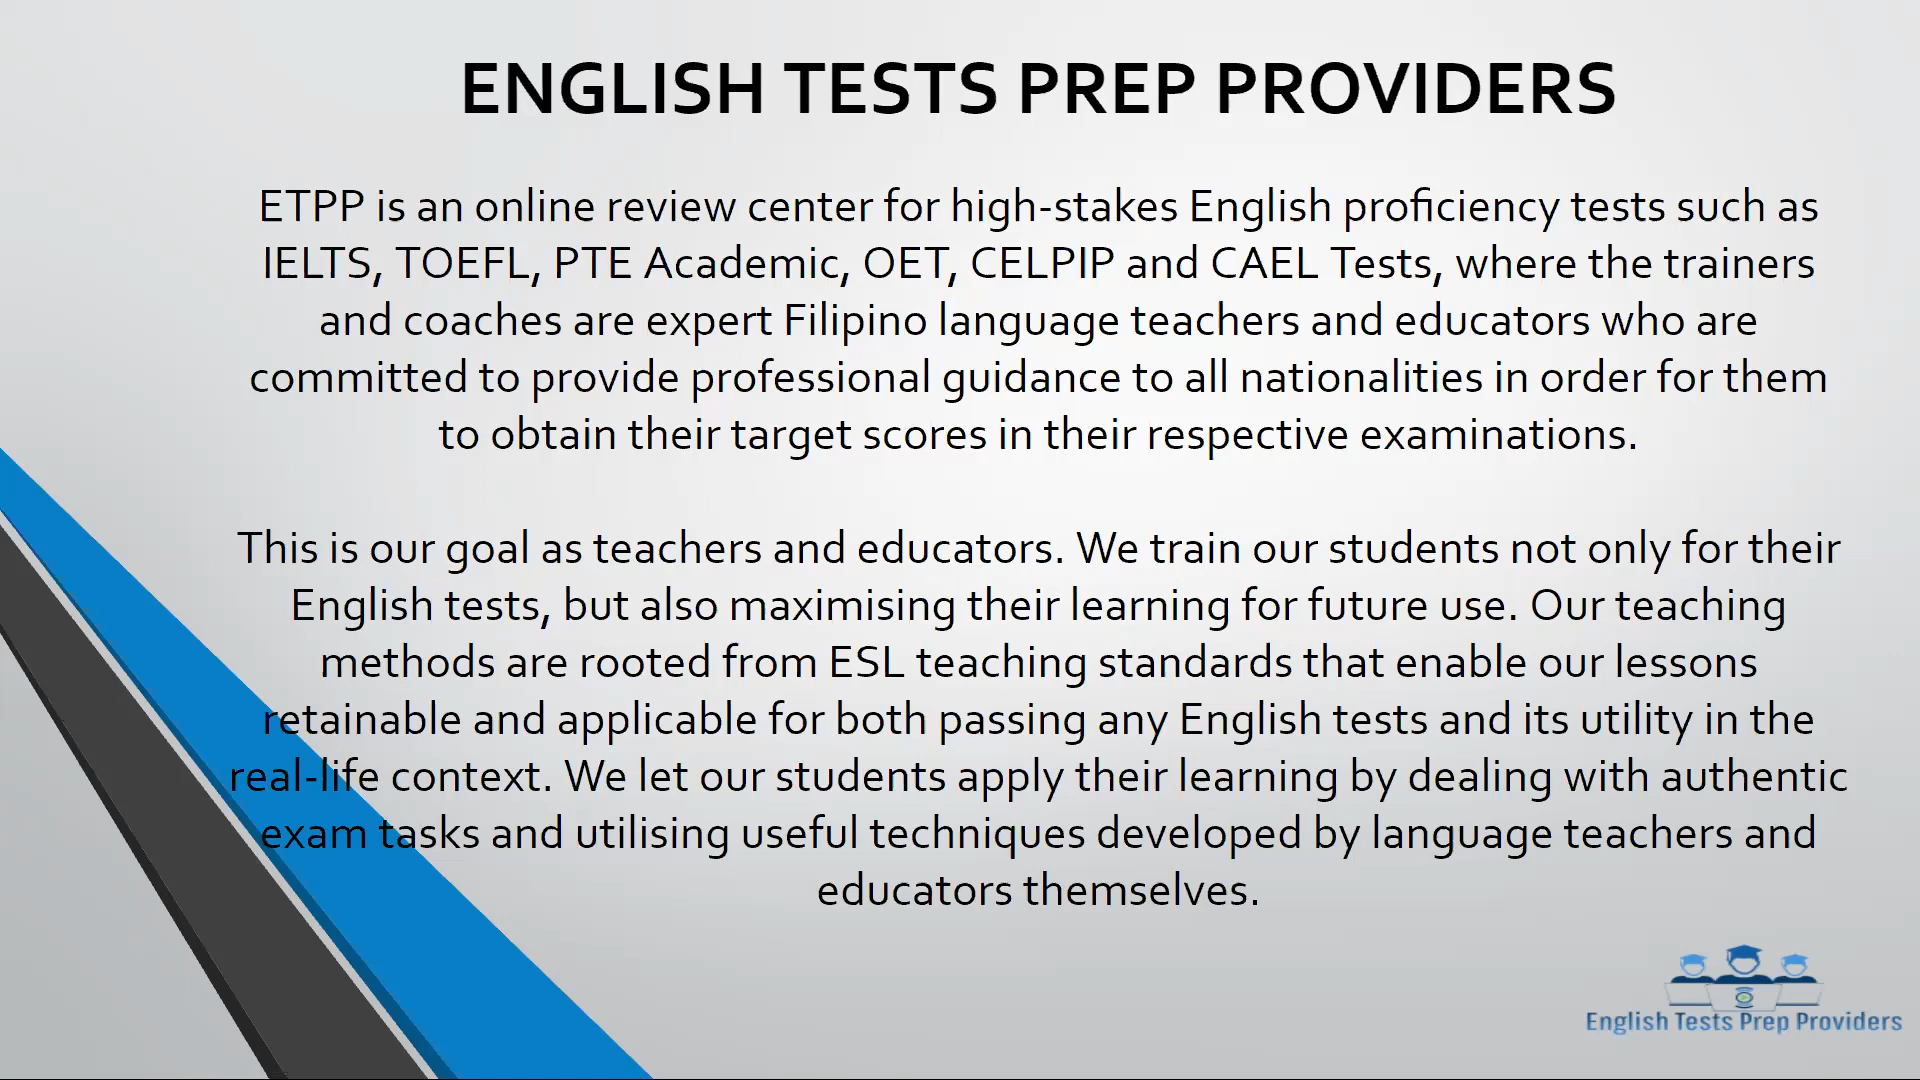 ENGLISH TESTS PREP PROVIDERS
ETPP is an online review center for high-stakes English proficiency tests such as
IELTS, TOEFL, PTE Academic, OET, CELPIP and CAEL Tests, where the trainers
and coaches are expert Filipino language teachers and educators who are
committed to provide professional guidance to all nationalities in order for them
to obtain their target scores in their respective examinations.
This is our goal as teachers and educators. We train our students not only for their
English tests, but also maximising their learning for future use. Our teaching
methods are rooted from ESL teaching standards that enable our lessons
retainable and applicable for both passing any English tests and its utility in the
real-life context. We let our students apply their learning by dealing with authentic
exam tasks and utilising useful techniques developed by language teachers and
educators themselves.
English Tests Prep Providers